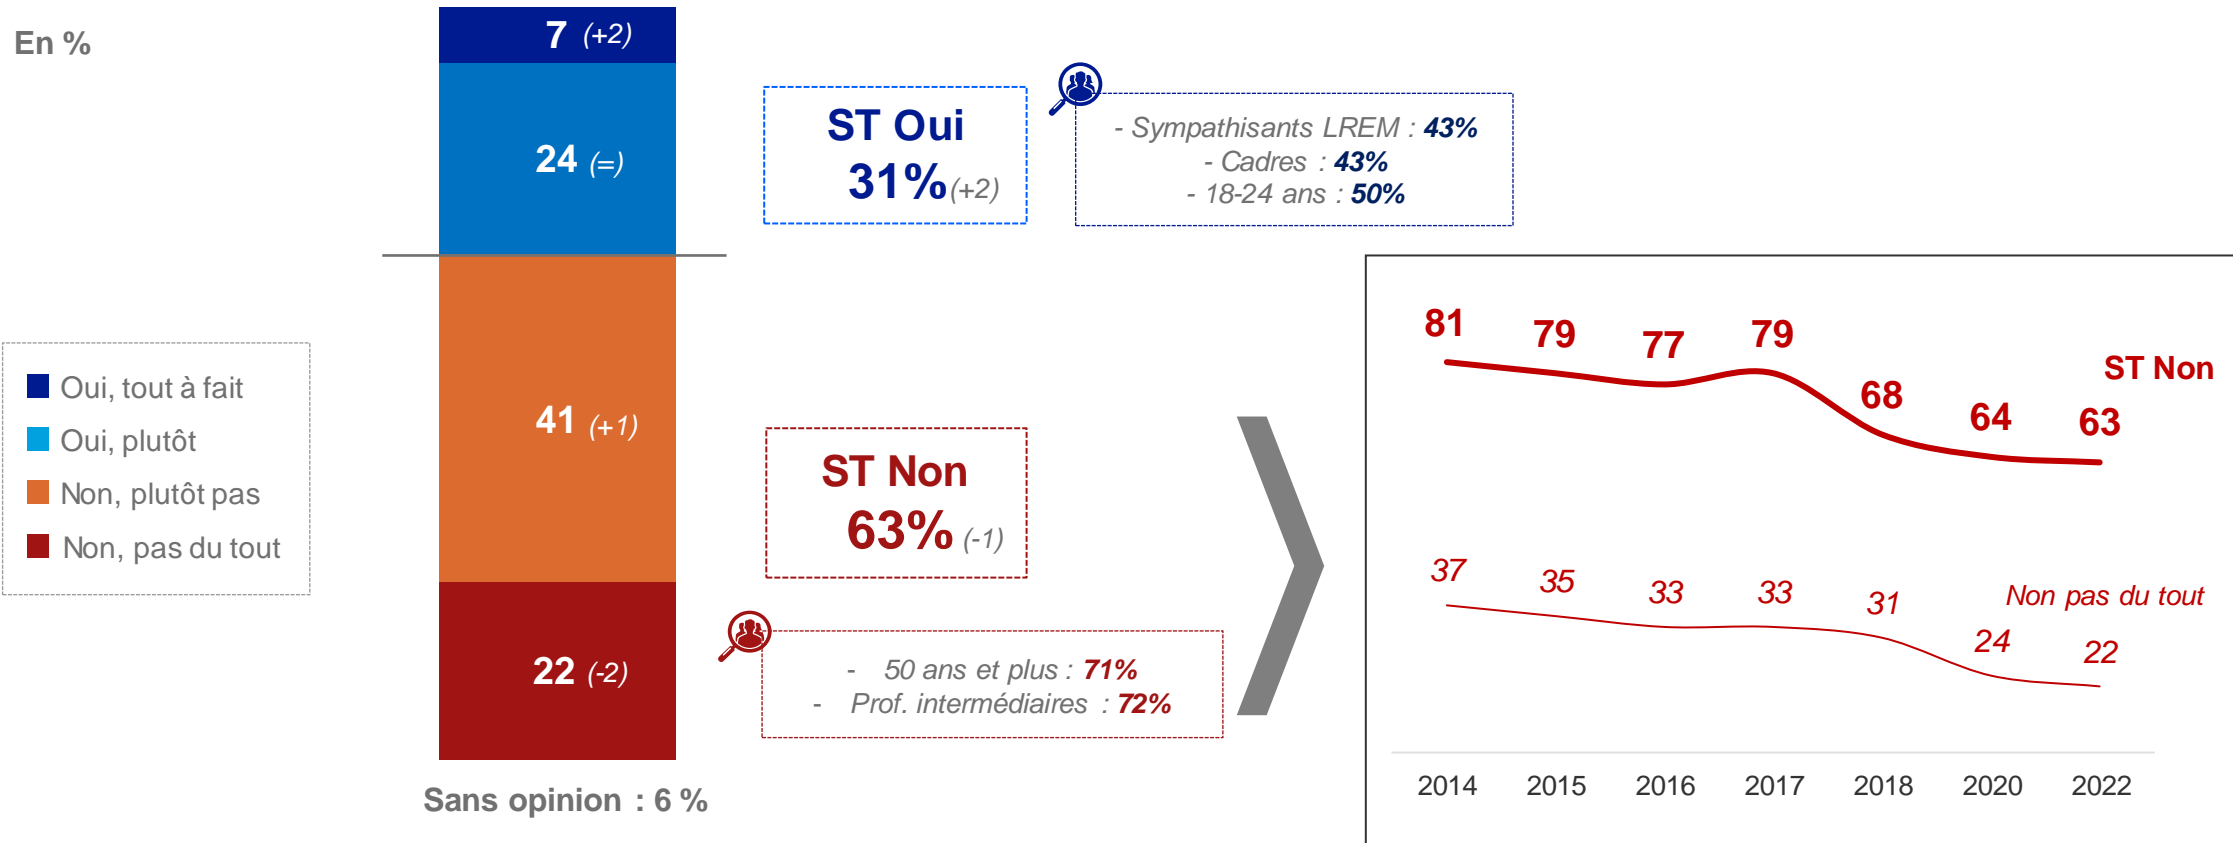 En %
7 (+2)
24 (=)
41 (+1)
22 (-2)
Sans opinion : 6 %
Oui, tout à fait
Oui, plutôt
Non, plutôt pas
Non, pas du tout
ST Oui
31% (+2)
- Sympathisants LREM : 43%
- Cadres : 43%
- 18-24 ans : 50%
ST Non
63% (-1)
- 50 ans et plus : 71%
- Prof. intermédiaires : 72%
81 79 77 79 68 64 63
ST Non
37 35 33 33 31 24 22
Non pas du tout
2014 2015 2016 2017 2018 2020 2022